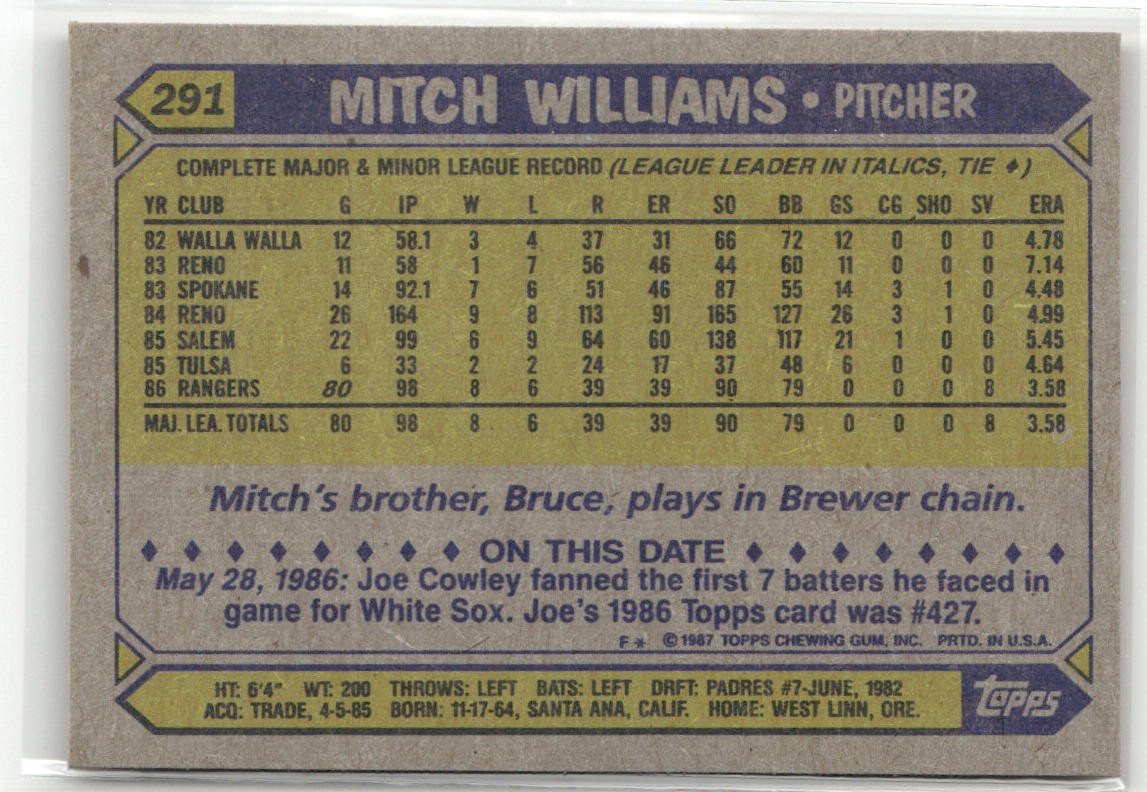 291 MITCH WILLIAMS • PITCHER
COMPLETE MAJOR & MINOR LEAGUE RECORD (LEAGUE LEADER IN ITALICS, TIE ♦)
YR CLUB G IP W L R ER SO BB GS CG SHO SV ERA
82 WALLA WALLA 12 58.1 3 4 37 31 66 72 12 0 0 0 4.78
83 RENO 11 58 1 7 56 46 44 60 11 0 0 0 7.14
83 SPOKANE 14 92.1 7 6 51 46 87 55 14 3 1 0 4.48
84 RENO 26 164 9 8 113 91 165 127 26 3 1 0 4.99
85 SALEM 22 99 6 9 64 60 138 117 21 1 0 0 5.45
85 TULSA 6 33 2 2 24 17 37 48 6 0 0 0 4.64
86 RANGERS 80 98 8 6 39 39 90 79 0 0 0 8 3.58
MAJ. LEA. TOTALS 80 98 8 6 39 39 90 79 0 0 0 8 3.58
Mitch's brother, Bruce, plays in Brewer chain.
♦ ♦ ♦ ♦ ♦ ♦ ♦ ♦ ON THIS DATE ♦ ♦ ♦ ♦ ♦ ♦ ♦ ♦
May 28, 1986: Joe Cowley fanned the first 7 batters he faced in
game for White Sox. Joe's 1986 Topps card was #427.
F* © 1987 TOPPS CHEWING GUM, INC. PRTD. IN U.S.A.
HT: 6'4" WT: 200 THROWS: LEFT BATS: LEFT DRFT: PADRES #7-JUNE, 1982
ACQ: TRADE, 4-5-85 BORN: 11-17-64, SANTA ANA, CALIF. HOME: WEST LINN, ORE.
Topps